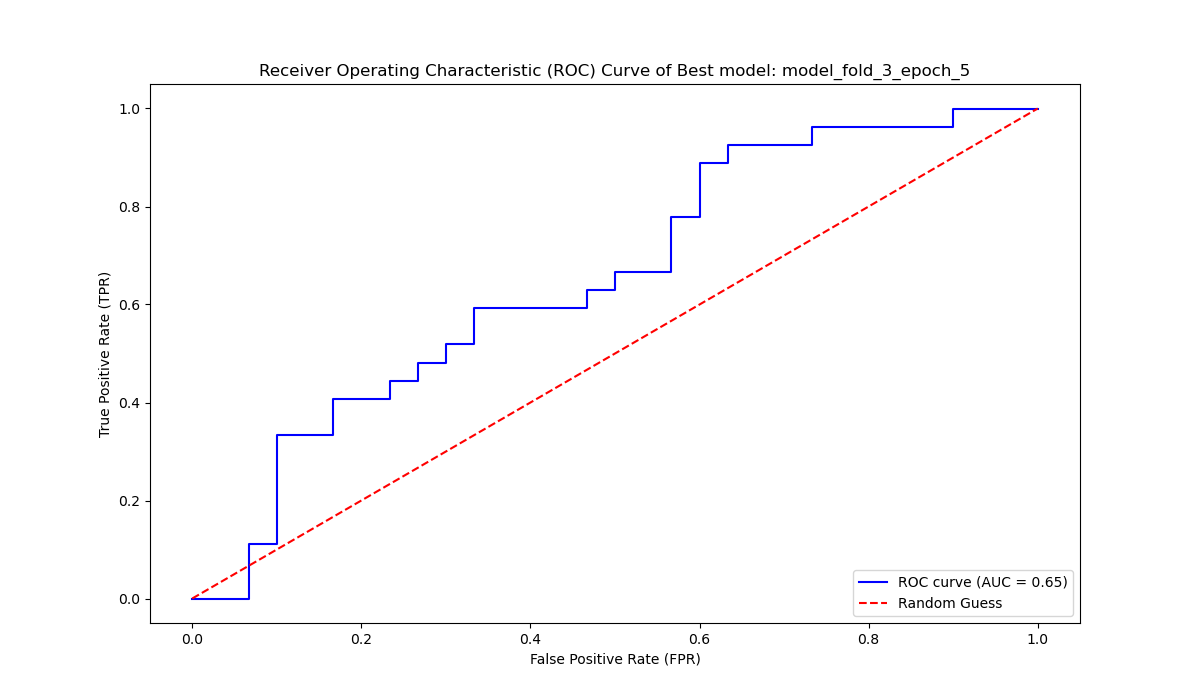 Receiver Operating Characteristic (ROC) Curve of Best model: model_fold_3_epoch_5
1.0
0.8
0.6
0.4
0.2
0.0
True Positive Rate (TPR)
ROC curve (AUC = 0.65)
Random Guess
0.0 0.2 0.4 0.6 0.8 1.0
False Positive Rate (FPR)